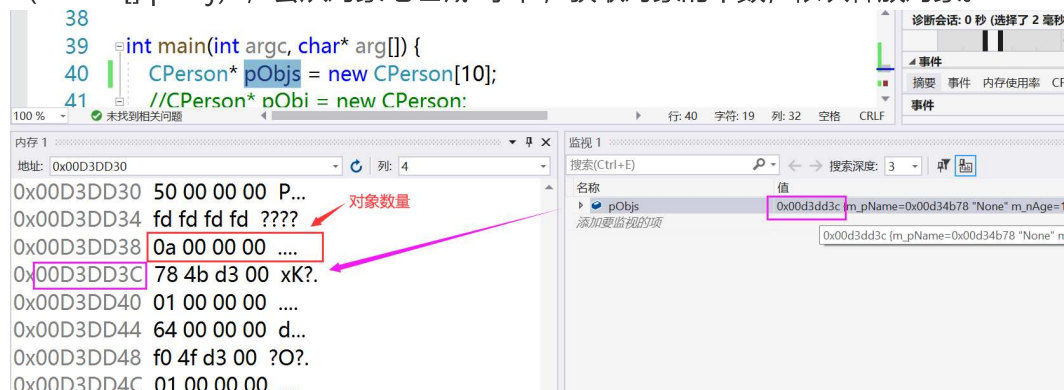 38
39 int main(int argc, char* arg[]) {
40 CPerson* pObjs = new CPerson[10];
41 //CPerson* pObj = new CPerson;
100 % 未找到相关问题 行: 40 字符: 19 列: 32 空格 CRLF
诊断会话: 0 秒 (选择了 2 毫秒
事件
摘要 事件 内存使用率
事件
内存 1
地址: 0x00D3DD30 列: 4
0x00D3DD30 50 00 00 00 P...
0x00D3DD34 fd fd fd fd ????
0x00D3DD38 0a 00 00 00 ....
0x00D3DD3C 78 4b d3 00 xK?.
0x00D3DD40 01 00 00 00 ....
0x00D3DD44 64 00 00 00 d...
0x00D3DD48 f0 4f d3 00 ?O?.
0x00D3DD4C 01 00 00 00
对象数量
监视 1
搜索(Ctrl+E) 搜索深度: 3
名称 值
pObjs 0x00d3dd3c {m_pName=0x00d34b78 "None" m_nAge=1
添加要监视的项
0x00d3dd3c {m_pName=0x00d34b78 "None" m